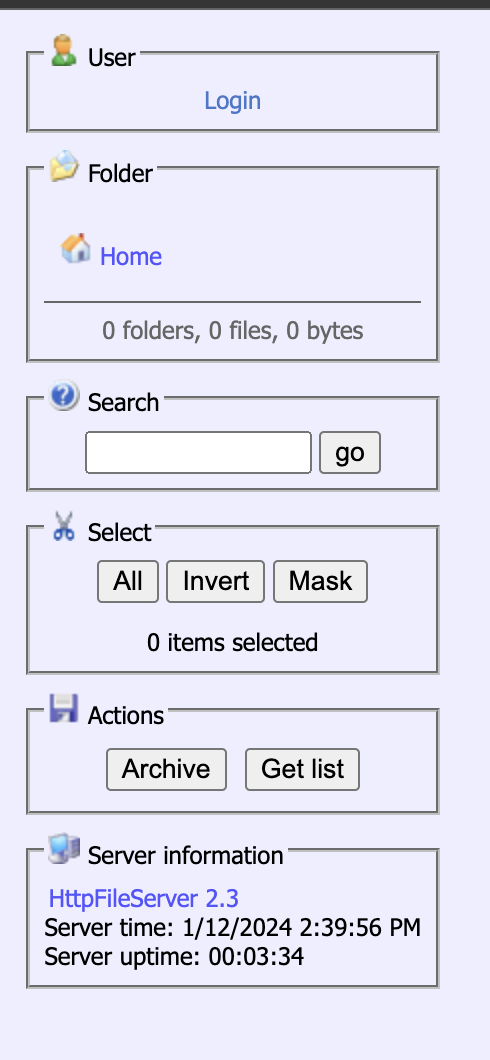 User
Login
Folder
Home
0 folders, 0 files, 0 bytes
Search
go
Select
All Invert Mask
0 items selected
Actions
Archive Get list
Server information
HttpFileServer 2.3
Server time: 1/12/2024 2:39:56 PM
Server uptime: 00:03:34